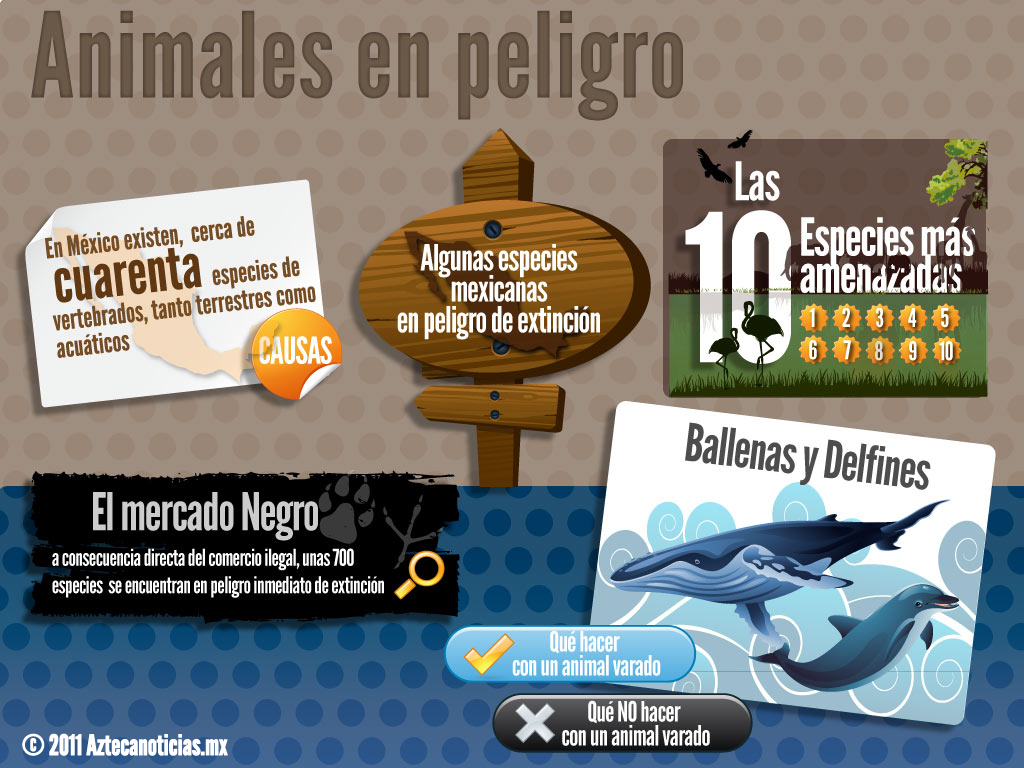 Animales en peligro
En México existen, cerca de
cuarenta especies de
vertebrados, tanto terrestres como
acuáticos
CAUSAS
Algunas especies
mexicanas
en peligro de extinción
Las
10
Especies más
amenazadas
1 2 3 4 5
6 7 8 9 10
El mercado Negro
a consecuencia directa del comercio ilegal, unas 700
especies se encuentran en peligro inmediato de extinción
Ballenas y Delfines
Qué hacer
con un animal varado
Qué NO hacer
con un animal varado
© 2011 Aztecanoticias.mx